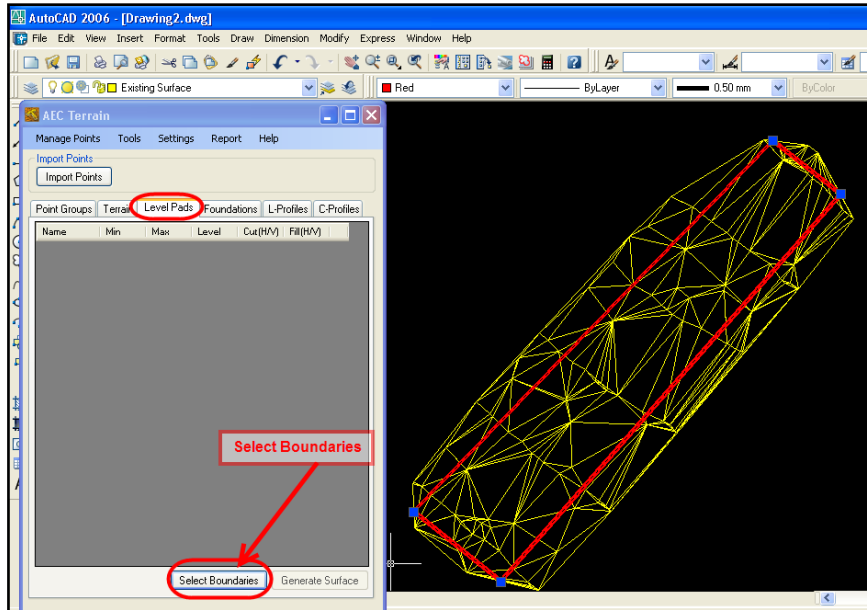 AutoCAD 2006 - [Drawing2.dwg]
File Edit View Insert Format Tools Draw Dimension Modify Express Window Help
Existing Surface Red ByLayer 0.50 mm ByColor
AEC Terrain
Manage Points Tools Settings Report Help
Import Points
Import Points
Point Groups Terrain Level Pads Foundations L-Profiles C-Profiles
Name Min Max Level Cut(H/V) Fill(H/V)
Select Boundaries
Select Boundaries Generate Surface